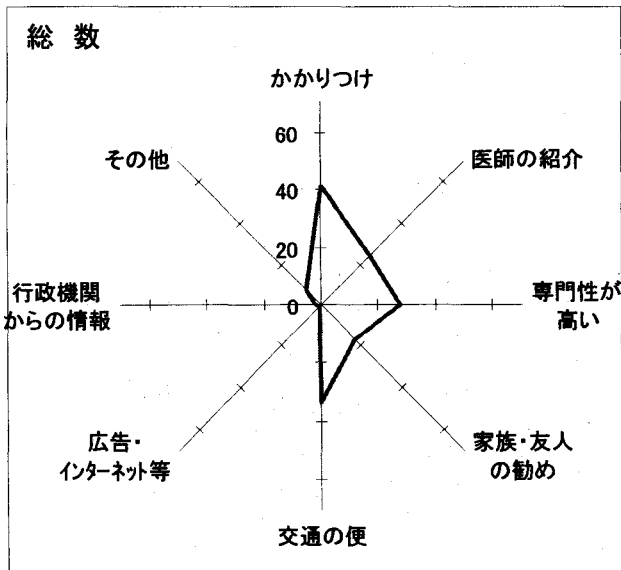 総 数
かかりつけ
60
その他
医師の紹介
40
20
行政機関
からの情報
0
専門性が
高い
広告・
インターネット等
家族・友人
の勧め
交通の便